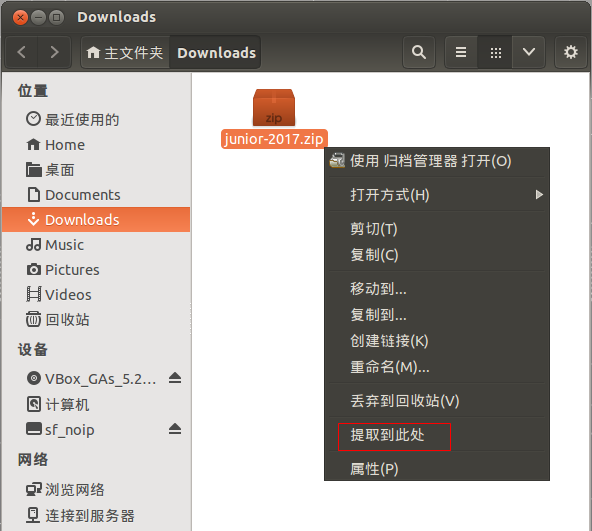 Downloads
主文件夹
Downloads
位置
最近使用的
Home
桌面
Documents
Downloads
Music
Pictures
Videos
回收站
设备
VBox_GAs_5.2...
计算机
sf_noip
网络
浏览网络
连接到服务器
zip
junior-2017.zip
使用 归档管理器 打开(O)
打开方式(H)
剪切(T)
复制(C)
移动到...
复制到...
创建链接(K)
重命名(M)...
丢弃到回收站(V)
提取到此处
属性(P)